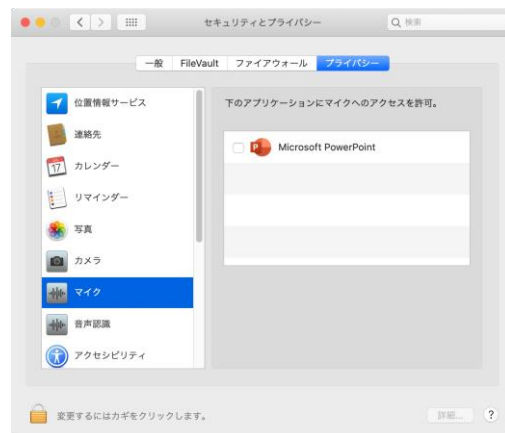 セキュリティとプライバシー
検索
一般 FileVault ファイアウォール プライバシー
位置情報サービス
連絡先
カレンダー
17
リマインダー
写真
カメラ
マイク
音声認識
アクセシビリティ
下のアプリケーションにマイクへのアクセスを許可。
P
Microsoft PowerPoint
変更するにはカギをクリックします。
詳細...
?